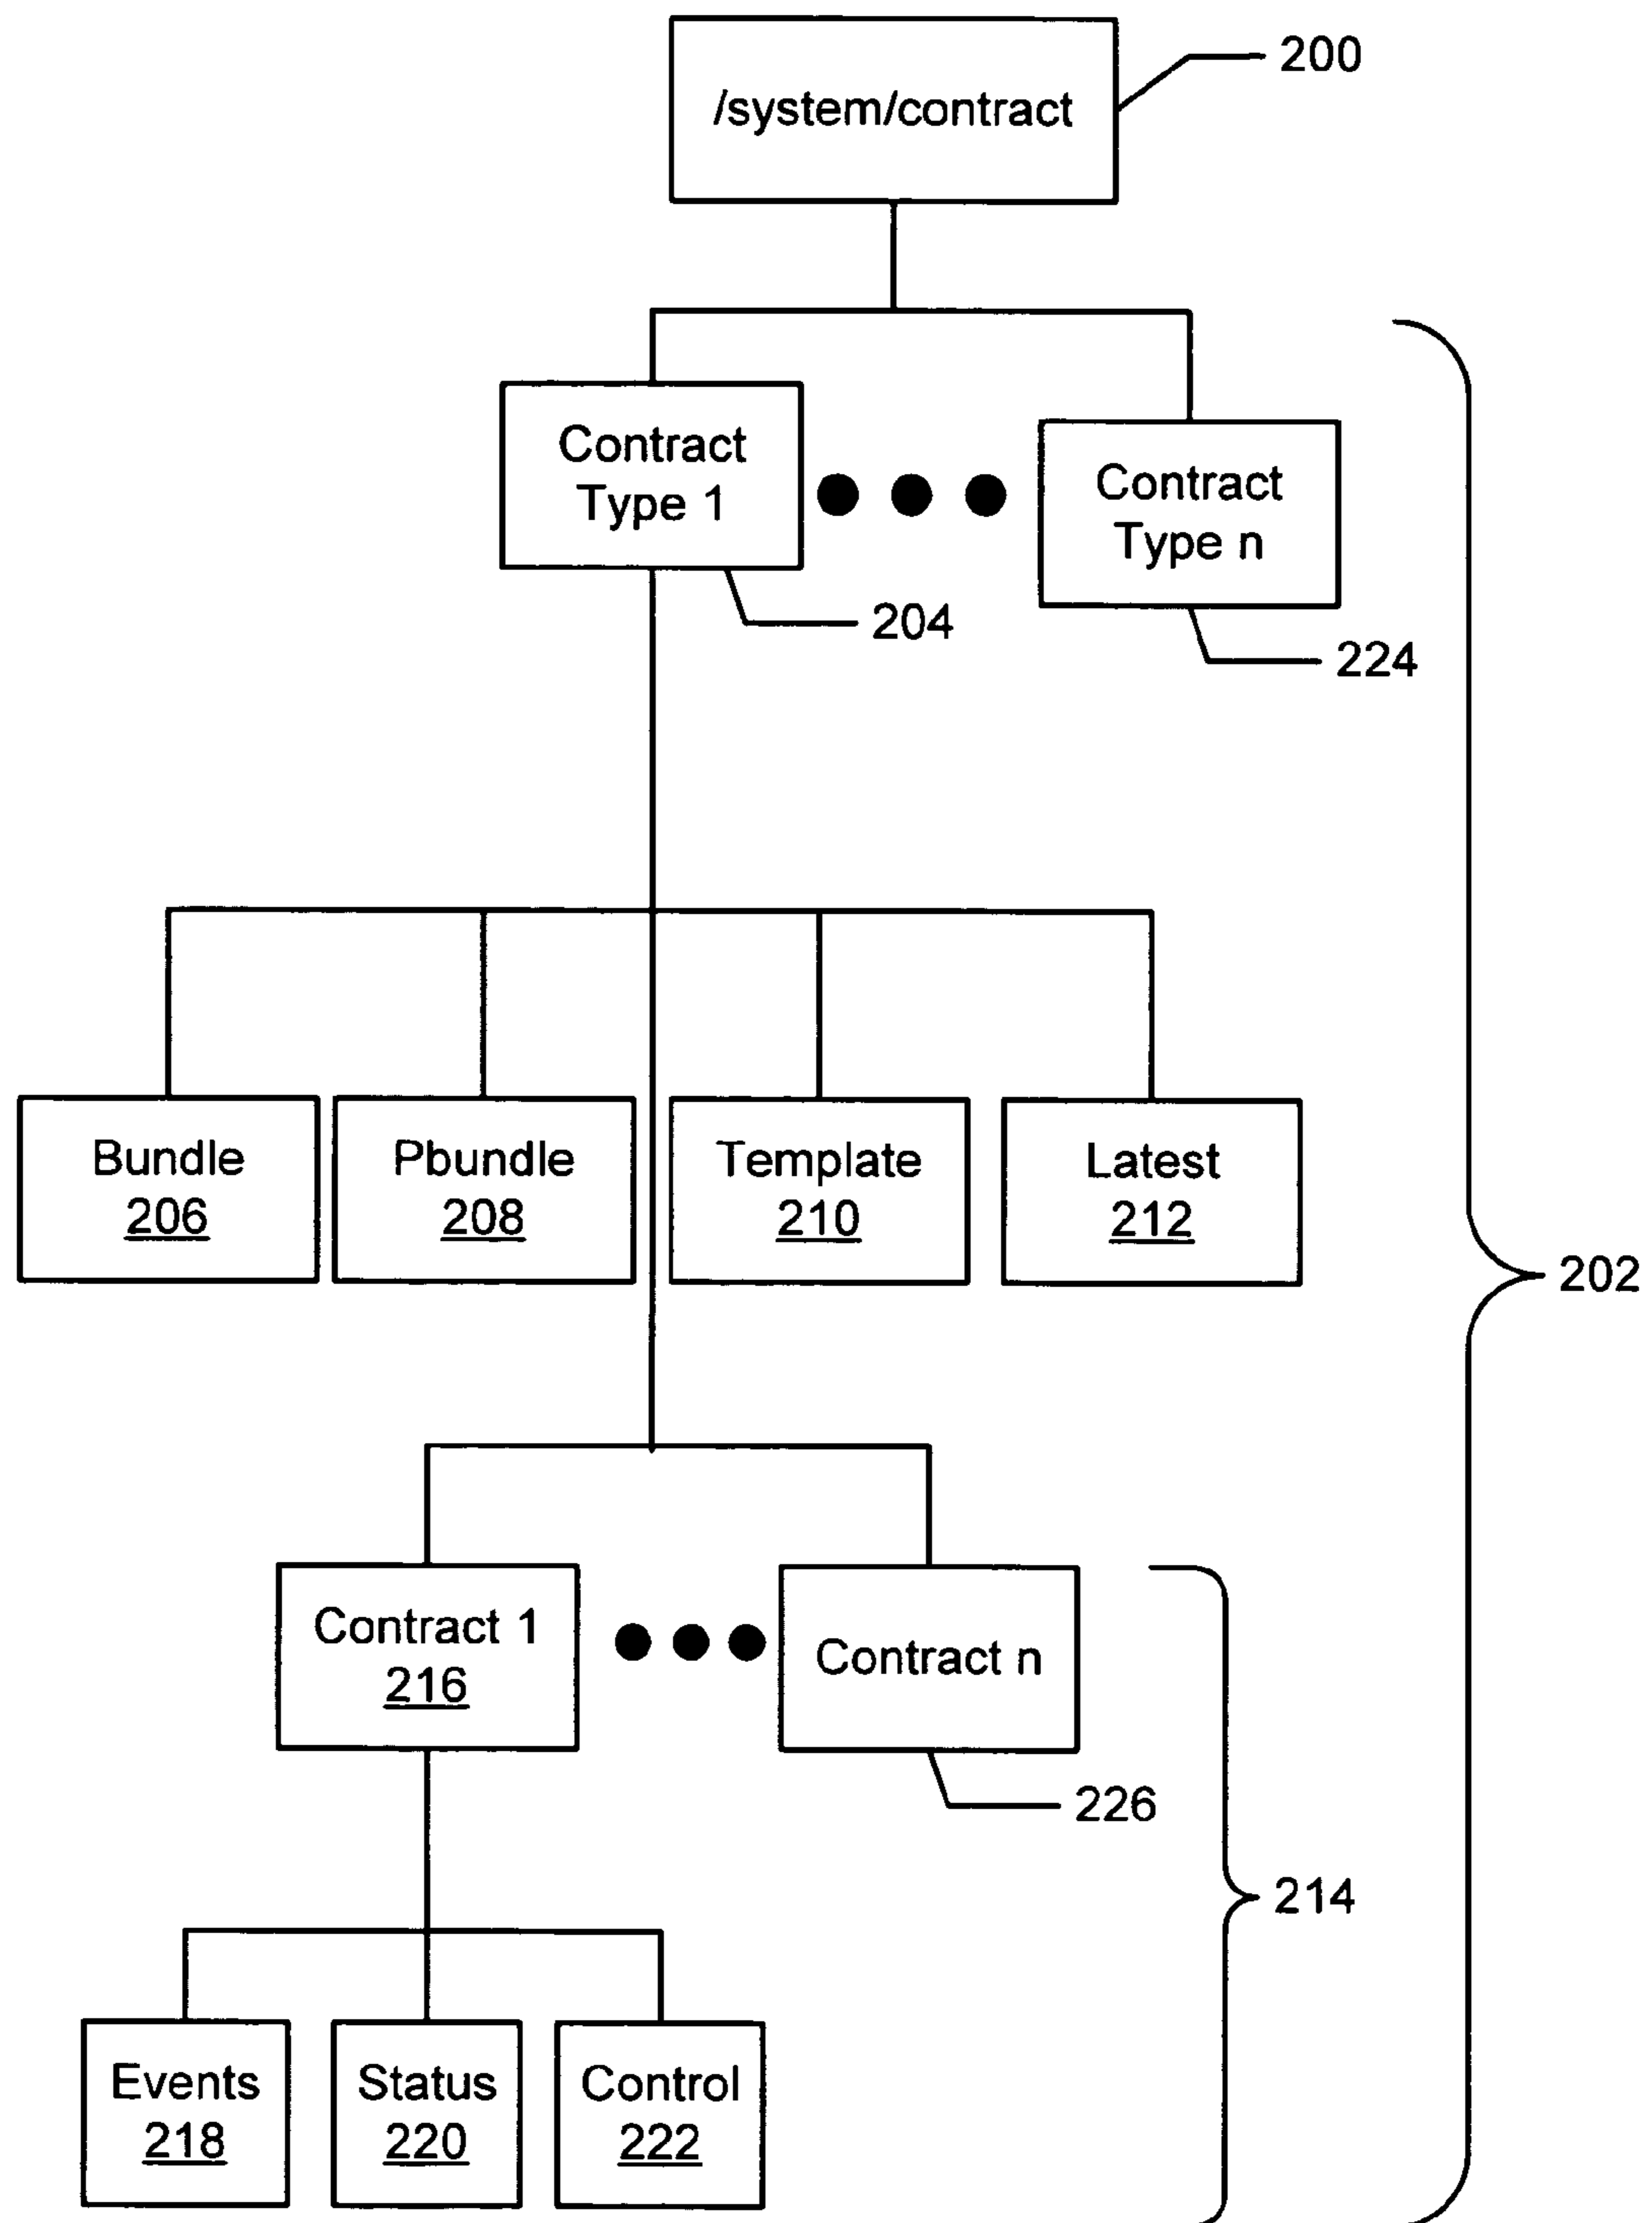 /system/contract
200
Contract
Type 1
Contract
Type n
204
224
Bundle
206
Pbundle
208
Template
210
Latest
212
202
Contract 1
216
Contract n
226
214
Events
218
Status
220
Control
222